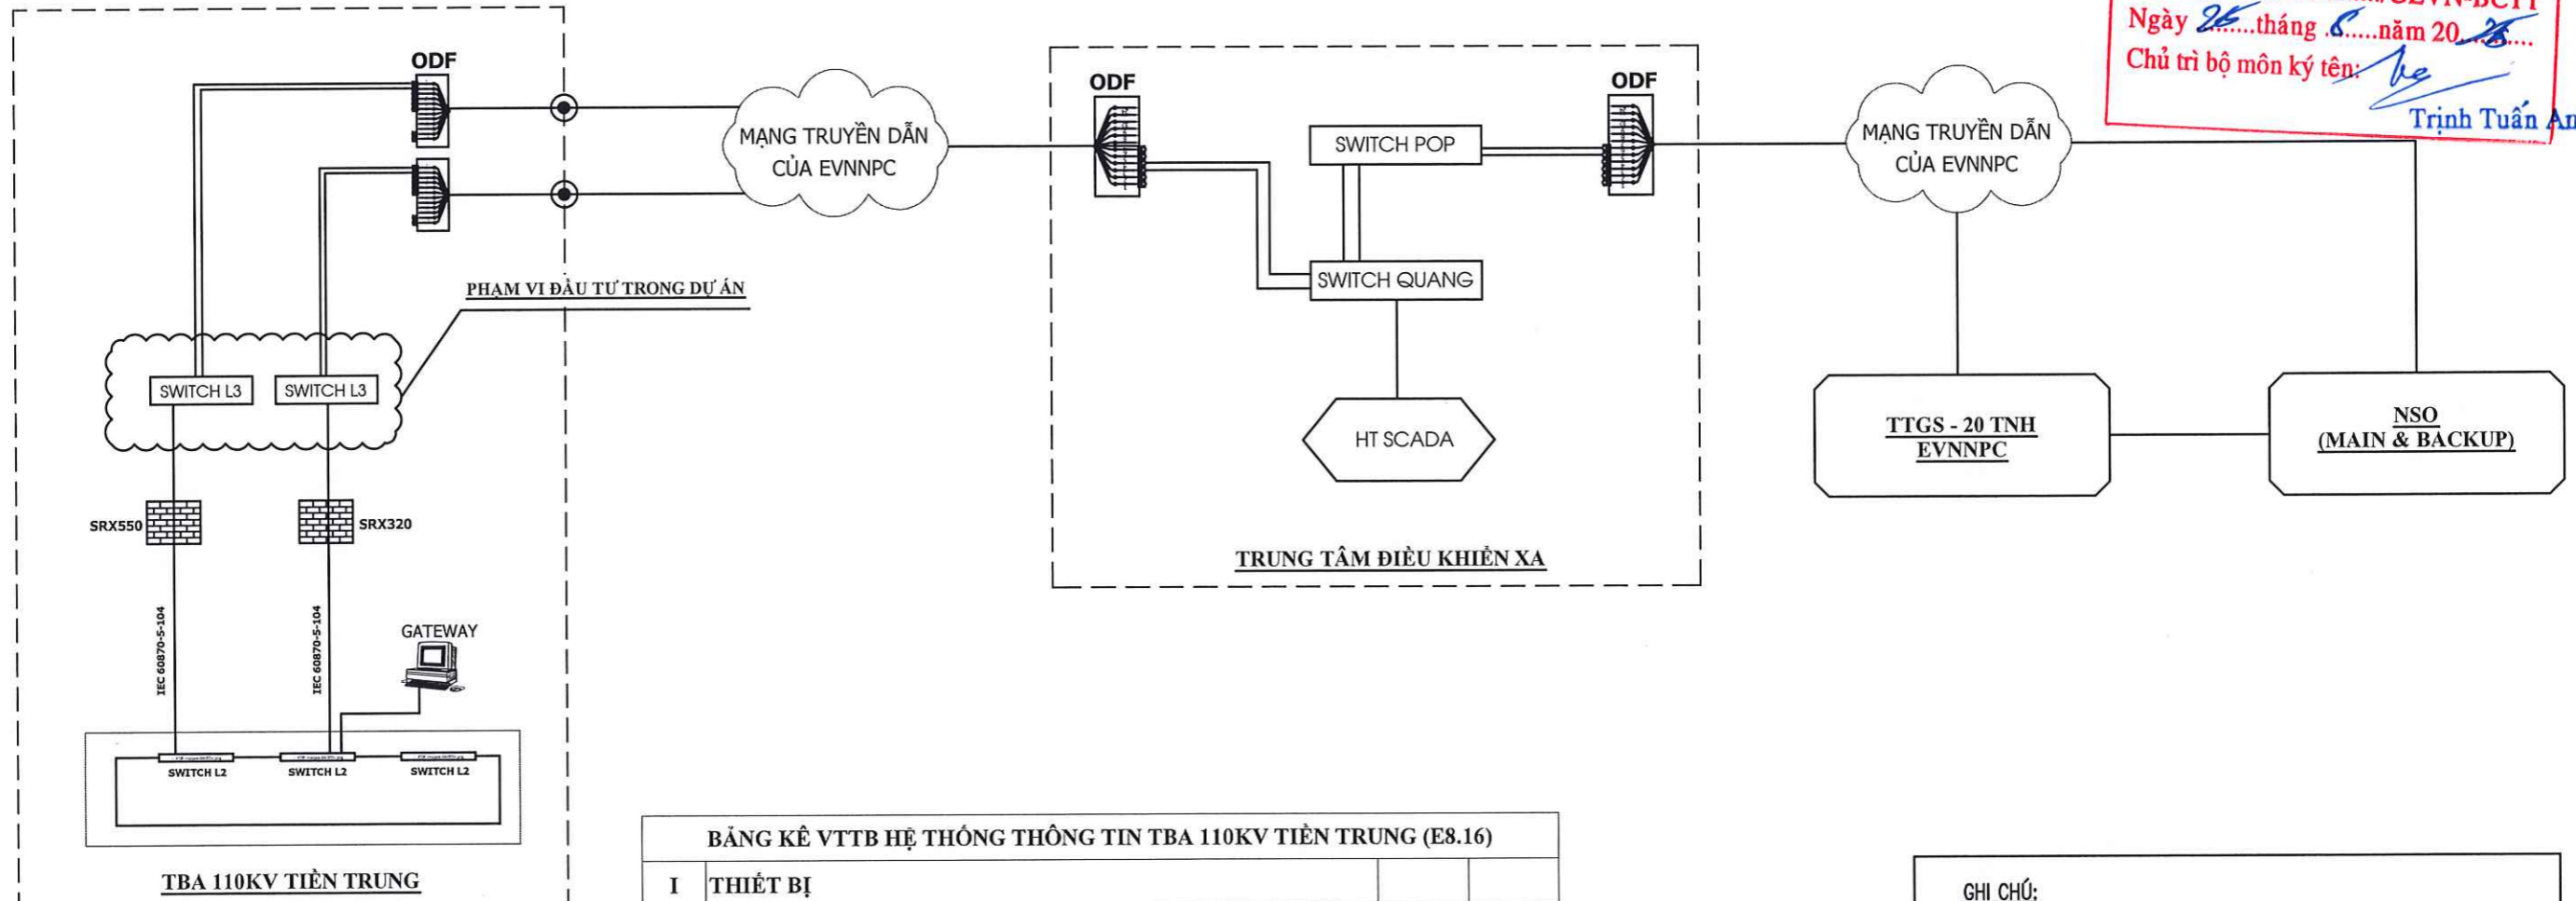 GZVN-BCTT
Ngày 26......tháng .8.....năm 20..25....
Chủ trì bộ môn ký tên:
Trịnh Tuấn An
ODF
ODF
ODF
MẠNG TRUYỀN DẪN
CỦA EVNNPC
SWITCH POP
MẠNG TRUYỀN DẪN
CỦA EVNNPC
SWITCH QUANG
PHẠM VI ĐẦU TƯ TRONG DỰ ÁN
SWITCH L3
SWITCH L3
HT SCADA
TTGS - 20 TNH
EVNNPC
NSO
(MAIN & BACKUP)
SRX550
SRX320
TRUNG TÂM ĐIỀU KHIỂN XA
IEC 60870-5-104
IEC 60870-5-104
GATEWAY
SWITCH L2
SWITCH L2
SWITCH L2
TBA 110KV TIỀN TRUNG
BẢNG KÊ VTTB HỆ THỐNG THÔNG TIN TBA 110KV TIỀN TRUNG (E8.16)
I THIẾT BỊ
GHI CHÚ: